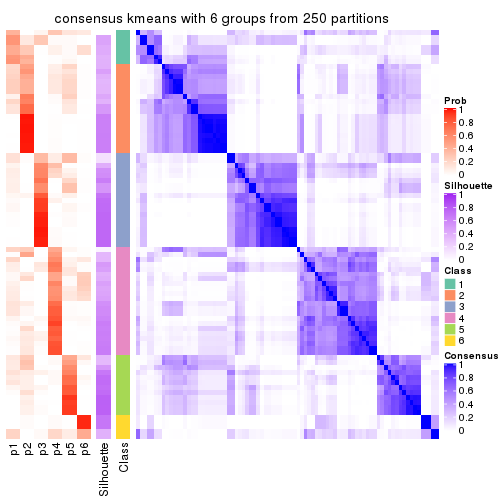 consensus kmeans with 6 groups from 250 partitions
Prob
1
0.8
0.6
0.4
0.2
0
Silhouette
1
0.8
0.6
0.4
0.2
0
Class
1
2
3
4
5
6
Consensus
1
0.8
0.6
0.4
0.2
0
p1
p2
p3
p4
p5
p6
Silhouette
Class